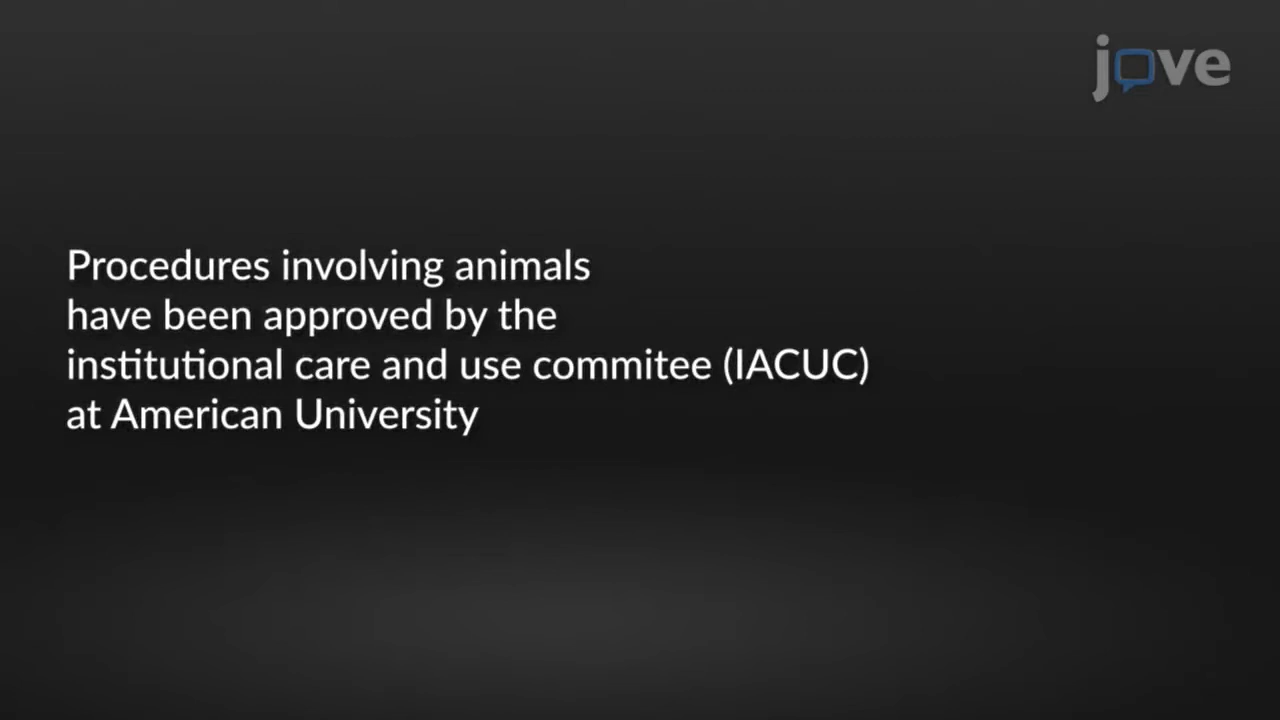 jove
Procedures involving animals
have been approved by the
institutional care and use commitee (IACUC)
at American University